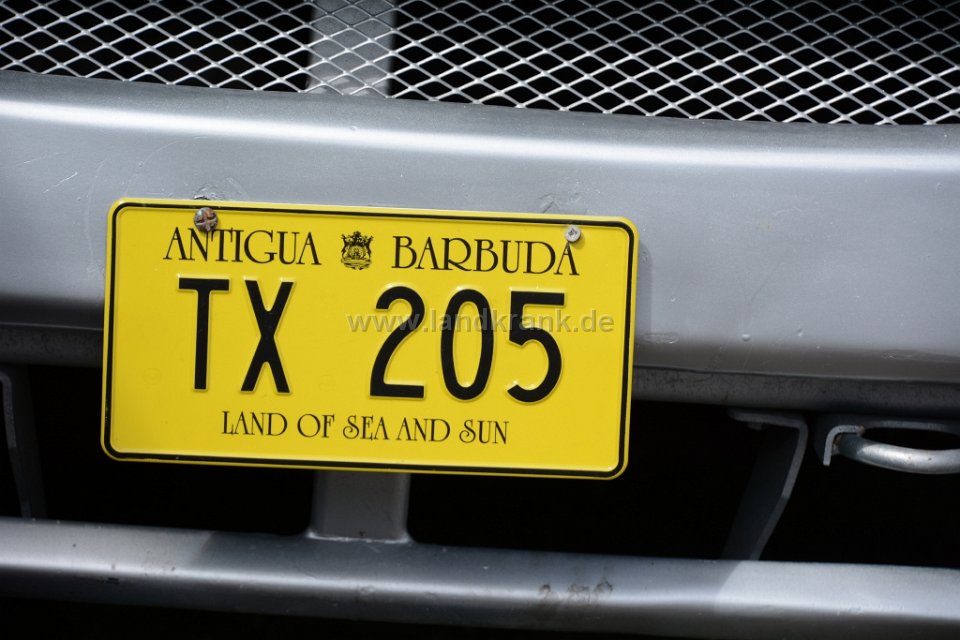 ANTIGUA BARBUDA
TX 205
www.landkrank.de
LAND OF SEA AND SUN